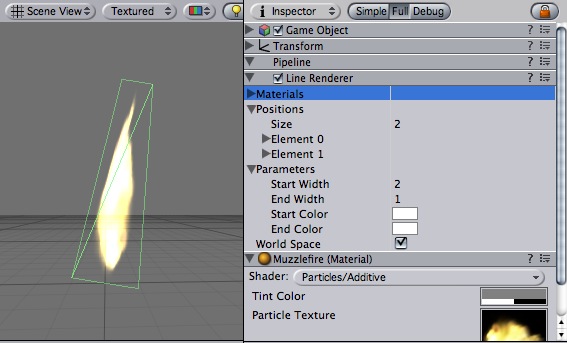 Scene View Textured
Inspector Simple Full Debug
Game Object ?
Transform ?
Pipeline
Line Renderer ?
Materials
Positions
Size 2
Element 0
Element 1
Parameters
Start Width 2
End Width 1
Start Color
End Color
World Space
Muzzlefire (Material) ?
Shader: Particles/Additive
Tint Color
Particle Texture